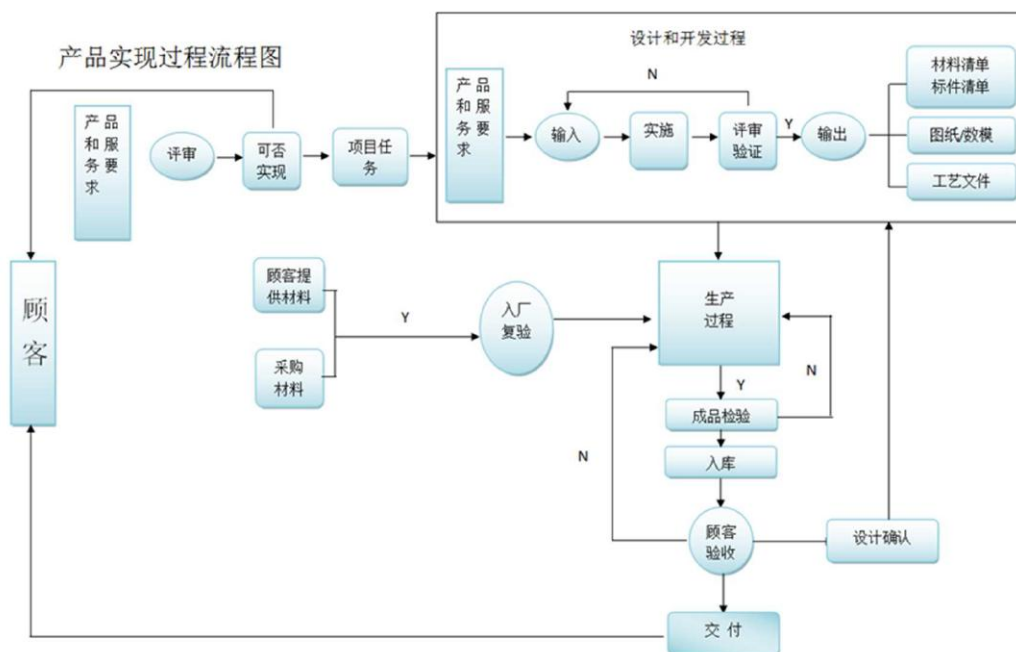 产品实现过程流程图
设计和开发过程
产 品
和 服
务 要
求
评审
可否
实现
项目任
务
产 品
和 服
务 要
求
输入
N
实施
评审
验证
Y
输出
材料清单
标件清单
图纸/数模
工艺文件
顾
客
顾客提
供材料
采购
材料
Y
入厂
复验
生产
过程
Y
N
成品检验
入库
N
顾客
验收
设计确认
交 付